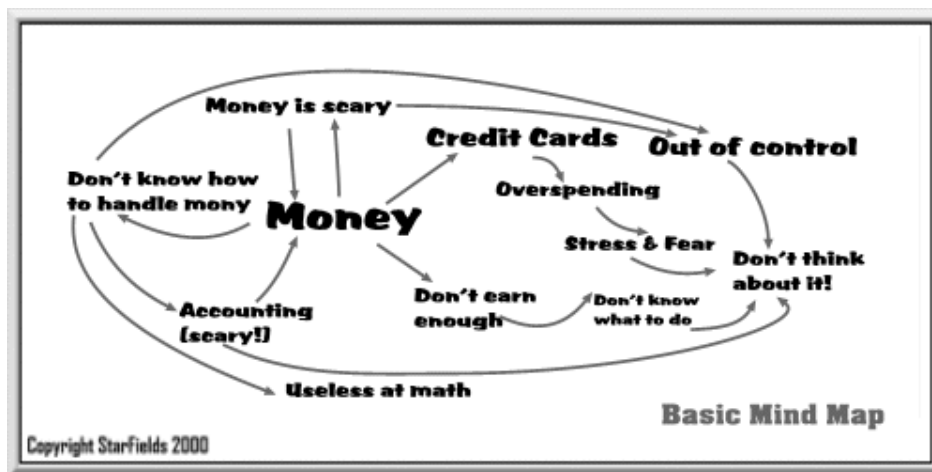 Money is scary
Credit Cards
Out of control
Don't know how
to handle mony
Overspending
Money
Stress & Fear
Don't think
about it!
Don't earn
enough
Don't know
what to do
Accounting
(scary!)
Useless at math
Basic Mind Map
Copyright StarFields 2000